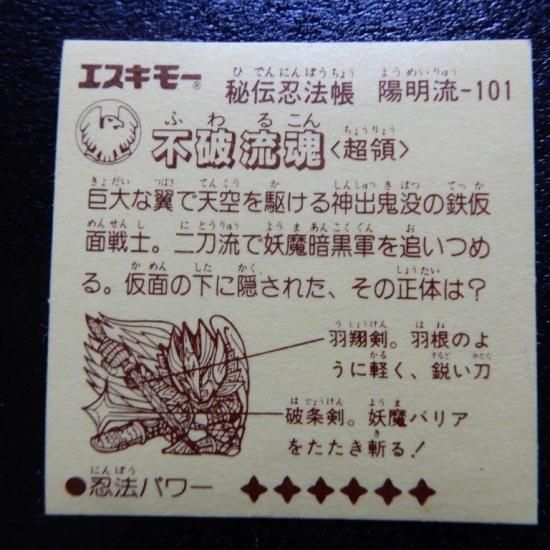 エスキモー®
ひでんにんぽうちょう ようめいりゅう
秘伝忍法帳 陽明流-101
ふわるこん ちょうりょう
不破流魂〈超領〉
きょだい つばさ てんくう か しんしゅつきぼつ てっか
巨大な翼で天空を駆ける神出鬼没の鉄仮
めんせんし にとうりゅう ようまあんこくぐん お
面戦士。二刀流で妖魔暗黒軍を追いつめ
かめん した かく しょうたい
る。仮面の下に隠された、その正体は?
うしょうけん はね
羽翔剣。羽根のよ
かる するど かたな
うに軽く、鋭い刀
はじょうけん ようま
破条剣。妖魔バリア
き
をたたき斬る!
にんぽう
●忍法パワー